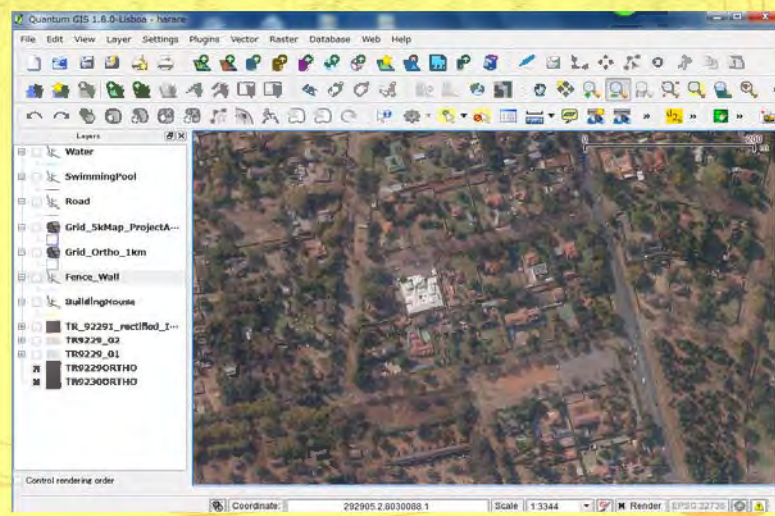 Quantum GIS 1.8.0-Lisboa - harare
File Edit View Layer Settings Plugins Vector Raster Database Web Help
Layers
Water
SwimmingPool
Road
Grid_5kMap_ProjectA...
Grid_Ortho_1km
Fence_Wall
BuildingHouse
TR_92291_rectified_I...
TR9229_02
TR9229_01
TR9229ORTHO
TR9230ORTHO
Control rendering order
0 200
m
Coordinate: 292905.2,8030088.1 Scale 1:3344 Render EPSG:32736